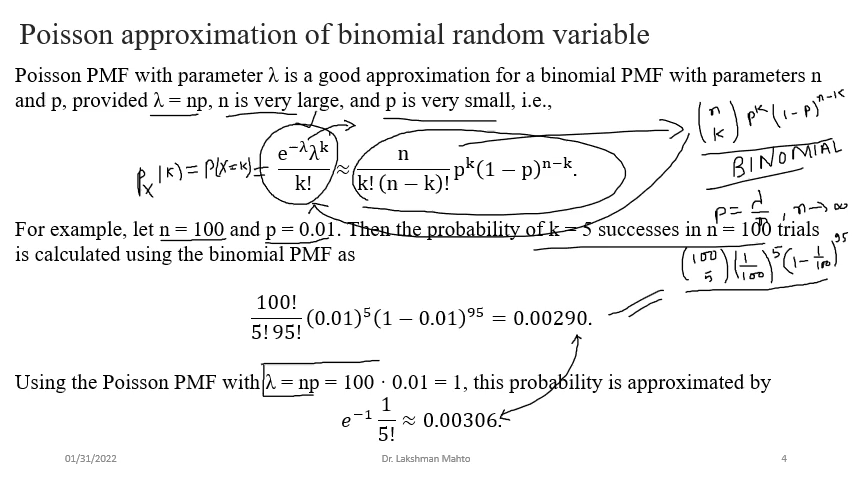 Poisson approximation of binomial random variable
Poisson PMF with parameter λ is a good approximation for a binomial PMF with parameters n
and p, provided λ = np, n is very large, and p is very small, i.e.,
P_X(k) = P(X=k) = e^{−λ}λ^k / k! ≈ n / k! (n − k)! p^k(1 − p)^{n−k}.
(n k) p^k (1-p)^{n-k}
BINOMIAL
p = λ/n, n→∞
For example, let n = 100 and p = 0.01. Then the probability of k = 5 successes in n = 100 trials
is calculated using the binomial PMF as
(100 5) (1/100)^5 (1 - 1/100)^95
100! / 5! 95! (0.01)^5(1 − 0.01)^95 = 0.00290.
Using the Poisson PMF with λ = np = 100 · 0.01 = 1, this probability is approximated by
e^{−1} 1/5! ≈ 0.00306.
01/31/2022 Dr. Lakshman Mahto 4